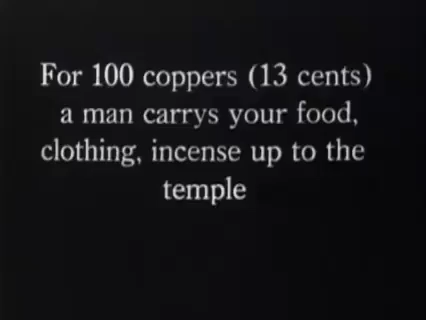 For 100 coppers (13 cents)
a man carrys your food,
clothing, incense up to the
temple